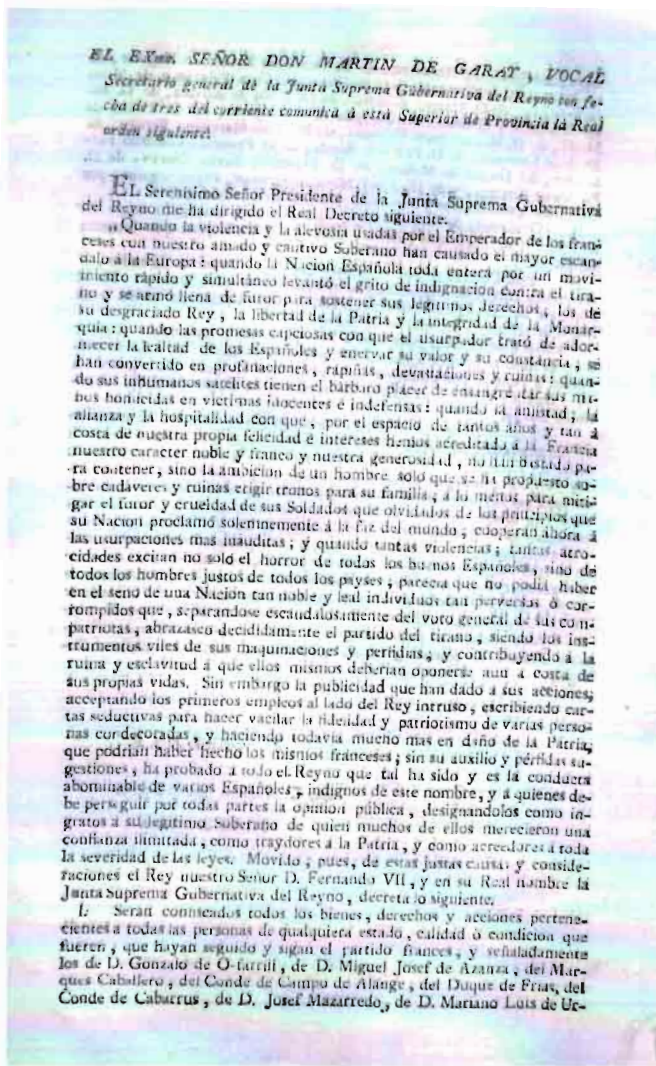 EL EXmo. SEÑOR DON MARTIN DE GARAY, VOCAL
Secretario general de la Junta Suprema Gubernativa del Reyno con fe-
cha de tres del corriente comunica à està Superior de Provincia là Real
orden siguiente:
EL Serenisimo Señor Presidente de la Junta Suprema Gubernativa
del Reyno me ha dirigido el Real Decreto siguiente.
„Quando la violencia y la alevosía usadas por el Emperador de los fran-
ceses con nuestro amado y cautivo Soberano han causado el mayor escan-
dalo à la Europa: quando la Nacion Española toda entera por un movi-
miento rápido y simultáneo levantó el grito de indignacion contra el tira-
no y se armó llena de furor para sostener sus legitimos derechos, los de
su desgraciado Rey, la libertad de la Patria y la integridad de la Monar-
quia: quando las promesas capciosas con que el usurpador trató de ador-
mecer la lealtad de los Españoles y enervar su valor y su constancia, se
han convertido en profanaciones, rapiñas, devastaciones y ruinas: quan-
do sus inhumanos satelites tienen el bárbaro placer de ensangrentar sus ma-
nos homicidas en victimas inocentes é indefensas: quando la amistad, la
alianza y la hospitalidad con que, por el espacio de tantos años y tan á
costa de nuestra propia felicidad é intereses hemos acreditado á la Francia
nuestro caracter noble y franco y nuestra generosidad, no han bastado pa-
ra contener, sino la ambicion de un hombre solo que se ha propuesto so-
bre cadáveres y ruinas erigir tronos para su familia, á lo menos para miti-
gar el furor y crueldad de sus Soldados que olvidados de los principios que
su Nacion proclamó solemnemente á la faz del mundo, cooperan ahora á
las usurpaciones mas inauditas; y quando tantas violencias; tantas atro-
cidades excitan no solo el horror de todos los buenos Españoles, sino de
todos los hombres justos de todos los payses; parecia que no podia haber
en el seno de una Nacion tan noble y leal individuos tan perversos ò cor-
rompidos que, separandose escandalosamente del voto general de sus com-
patriotas, abrazasen decididamente el partido del tirano, siendo los ins-
trumentos viles de sus maquinaciones y perfidias, y contribuyendo á la
ruina y esclavitud à que ellos mismos deberian oponerse aun a costa de
sus propias vidas. Sin embargo la publicidad que han dado a sus acciones,
aceptando los primeros empleos al lado del Rey intruso, escribiendo car-
tas seductivas para hacer vacilar la fidelidad y patriotismo de varias perso-
nas condecoradas, y haciendo todavia mucho mas en daño de la Patria,
que podrian haber hecho los mismos franceses; sin su auxilio y pérfidas su-
gestiones, ha probado a todo el Reyno que tal ha sido y es la conducta
abominable de varios Españoles, indignos de este nombre, y a quienes de-
be perseguir por todas partes la opinion pública, designandolos como in-
gratos a su legitimo Soberano de quien muchos de ellos merecieron una
confianza ilimitada, como traydores á la Patria, y como acreedores á toda
la severidad de las leyes. Movido, pues, de estas justas causas y conside-
raciones el Rey nuestro Señor D. Fernando VII, y en su Real nombre la
Junta Suprema Gubernativa del Reyno, decreta lo siguiente.
I. Serán confiscados todos los bienes, derechos y acciones pertene-
cientes a todas las personas de qualquiera estado, calidad ò condicion que
fueren, que hayan seguido y sigan el partido frances, y señaladamente
los de D. Gonzalo de O-farrill, de D. Miguel Josef de Azanza, del Mar-
ques Caballero, del Conde de Campo de Alange, del Duque de Frias, del
Conde de Cabarrus, de D. Josef Mazarredo, de D. Mariano Luis de Ur-